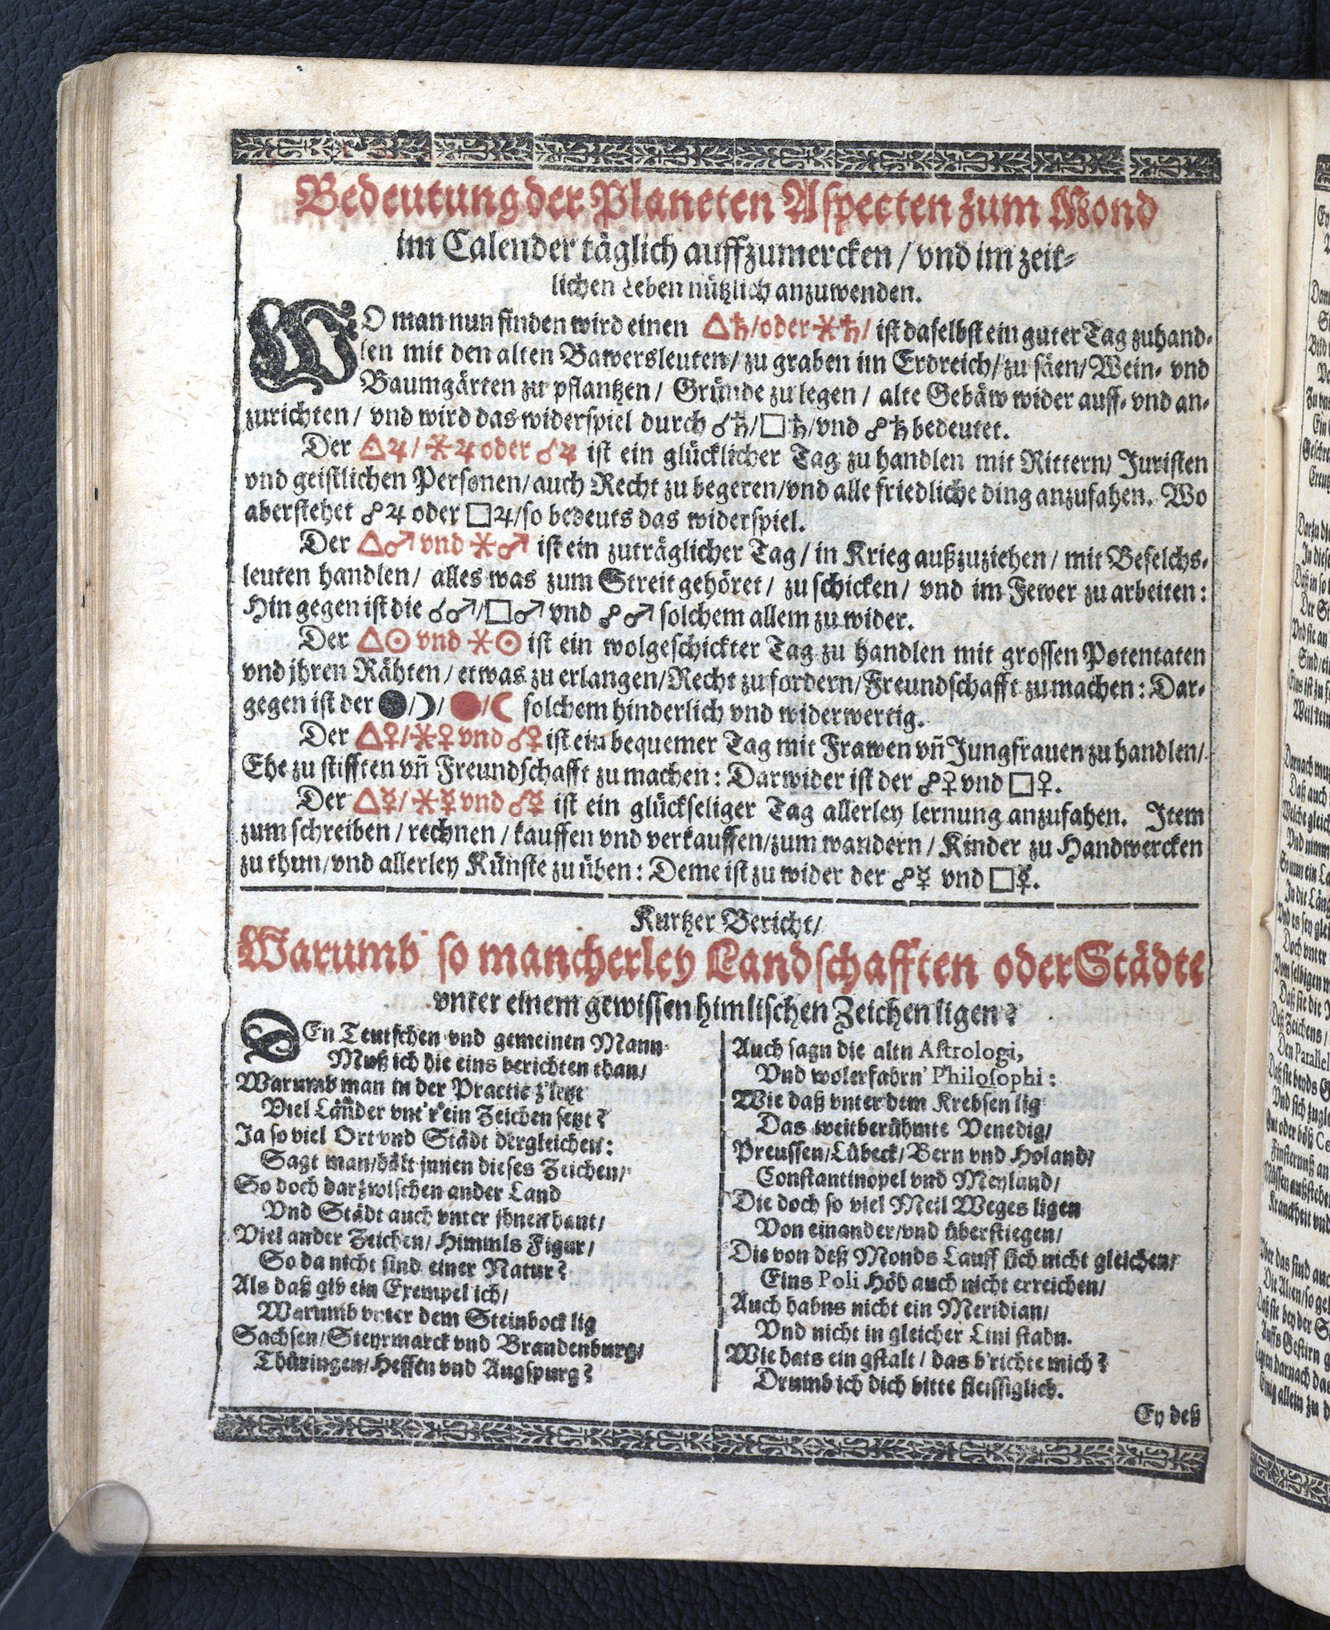 Bedeutung der Planeten Aspecten zum Mond
im Calender täglich auffzumercken / vnd im zeit-
lichen Leben nützlich anzuwenden.
WO man nun finden wird einen △♄/oder ⚹♄/ ist daselbst ein guter Tag zuhand-
len mit den alten Bawersleuten/ zu graben im Erdreich/ zu säen/ Wein- vnd
Baumgärten zu pflantzen / Gründe zu legen / alte Gebäw wider auff- vnd an-
zurichten / vnd wird das widerspiel durch ☌♄/□♄/vnd ☍♄ bedeutet.
Der △♃/ ⚹♃ oder ☌♃ ist ein glücklicher Tag zu handlen mit Rittern/ Juristen
vnd geistlichen Personen/ auch Recht zu begeren/vnd alle friedliche ding anzufahen. Wo
aber stehet ☍♃ oder □♃/so bedeuts das widerspiel.
Der △♂ vnd ⚹♂ ist ein zuträglicher Tag / in Krieg außzuziehen / mit Befelchs-
leuten handlen / alles was zum Streit gehöret / zu schicken / vnd im Fewer zu arbeiten:
Hingegen ist die ☌♂/□♂ vnd ☍♂ solchem allem zu wider.
Der △☉ vnd ⚹☉ ist ein wolgeschickter Tag zu handlen mit grossen Potentaten
vnd jhren Rähten / etwas zu erlangen/ Recht zu fordern/ Freundschafft zu machen: Dar-
gegen ist der ●/☽/ ●/☾ solchem hinderlich vnd widerwertig.
Der △♀/⚹♀ vnd ☌♀ ist ein bequemer Tag mit Frawen vñ Jungfrauen zu handlen/
Ehe zu stifften vñ Freundschafft zu machen: Darwider ist der ☍♀ vnd □♀.
Der △☿/⚹☿ vnd ☌☿ ist ein glückseliger Tag allerley lernung anzufahen. Item
zum schreiben / rechnen / kauffen vnd verkauffen/zum wandern / Kinder zu Handwercken
zu thun/vnd allerley Künste zu üben: Deme ist zu wider der ☍☿ vnd □☿.
Kurtzer Bericht/
Warumb so mancherley Landschafften oder Städte
vnter einem gewissen himlischen Zeichen ligen?
DEn Teutschen vnd gemeinen Mann
Muß ich die eins berichten than/
Warumb man in der Practic z'letzt
Viel Länder vnt'r ein Zeichen setzt?
Ja so viel Ort vnd Städt dergleichen:
Sagt man/hält jnnen dieses Zeichen/
So doch darzwischen ander Land
Vnd Städt auch vnter jhnen hant/
Viel ander Zeichen/ Himmls Figur/
So da nicht sind einer Natur?
Als daß gib ein Exempel ich/
Warumb vnter dem Steinbock lig
Sachsen/Steyrmarck vnd Brandenburg/
Thüringen/Hessen vnd Augspurg?
Auch sagn die altn Astrologi,
Vnd wolerfahrn' Philosophi:
Wie daß vnter dem Krebsen lig
Das weitberühmte Venedig/
Preussen/Lübeck/Bern vnd Holand/
Constantinopel vnd Meyland/
Die doch so viel Meil Weges ligen
Von einander/vnd überstiegen/
Die von deß Monds Lauff sich nicht gleichen/
Eins Poli Höh auch nicht erreichen/
Auch habns nicht ein Meridian/
Vnd nicht in gleicher Lini stahn.
Wie hats ein gstalt / das b'richte mich?
Drumb ich dich bitte fleissiglich.
Ey deß